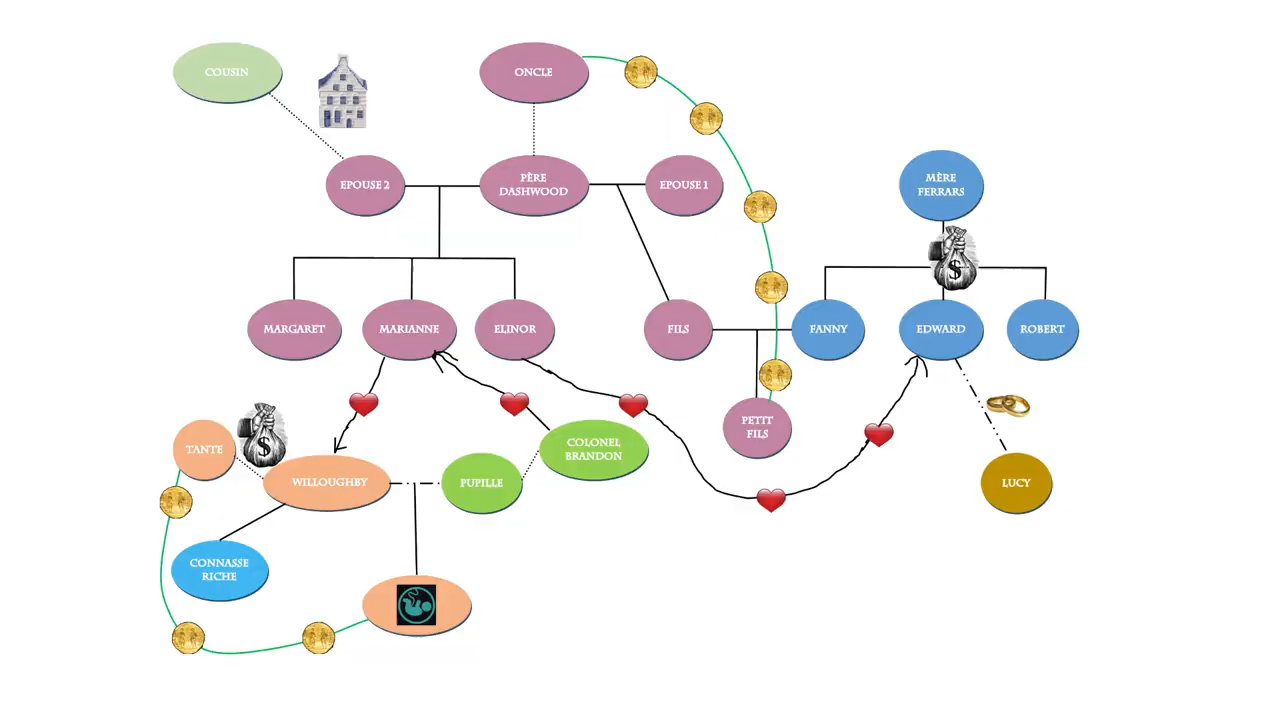 COUSIN
ONCLE
EPOUSE 2
PÈRE
DASHWOOD
EPOUSE 1
MÈRE
FERRARS
$
MARGARET
MARIANNE
ELINOR
FILS
FANNY
EDWARD
ROBERT
PETIT
FILS
TANTE
$
COLONEL
BRANDON
WILLOUGHBY
PUPILLE
LUCY
CONNASSE
RICHE